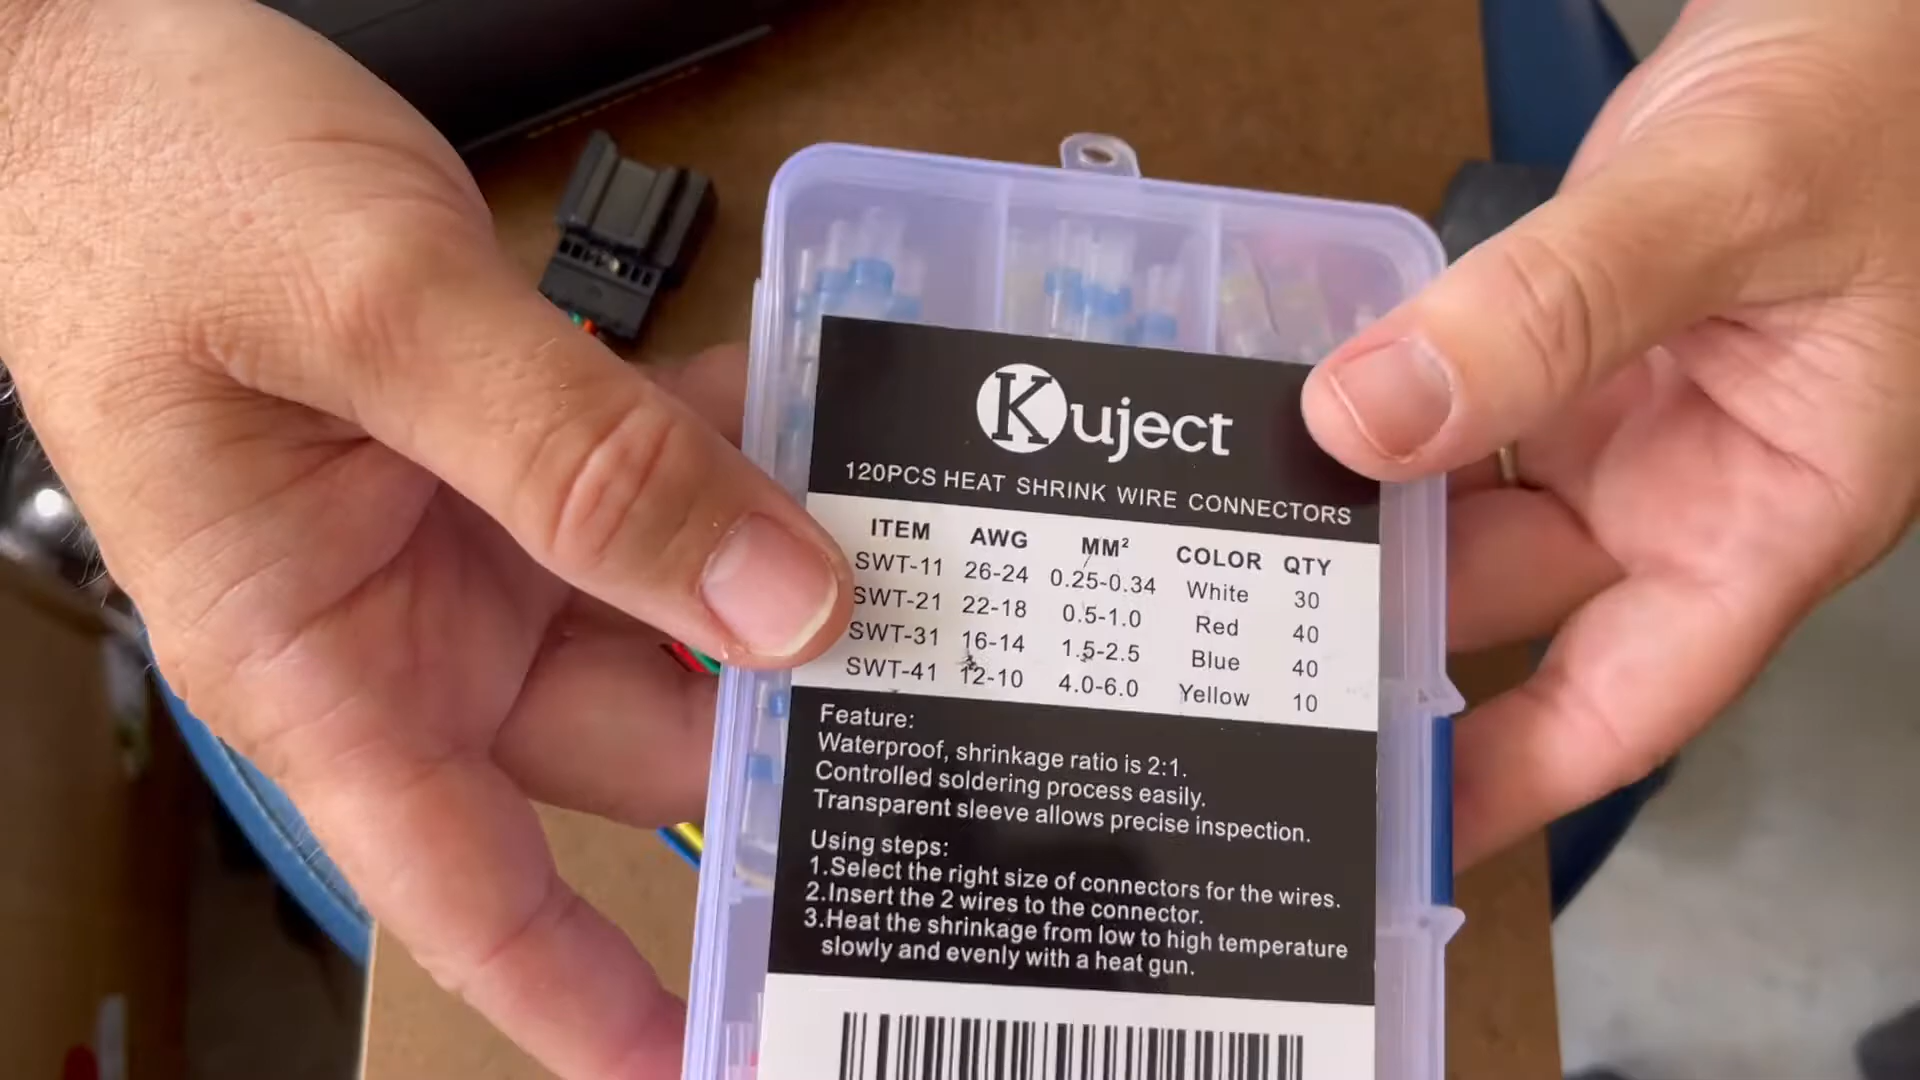 Kuject
120PCS HEAT SHRINK WIRE CONNECTORS
ITEM AWG MM² COLOR QTY
SWT-11 26-24 0.25-0.34 White 30
SWT-21 22-18 0.5-1.0 Red 40
SWT-31 16-14 1.5-2.5 Blue 40
SWT-41 12-10 4.0-6.0 Yellow 10
Feature:
Waterproof, shrinkage ratio is 2:1.
Controlled soldering process easily.
Transparent sleeve allows precise inspection.
Using steps:
1.Select the right size of connectors for the wires.
2.Insert the 2 wires to the connector.
3.Heat the shrinkage from low to high temperature
slowly and evenly with a heat gun.